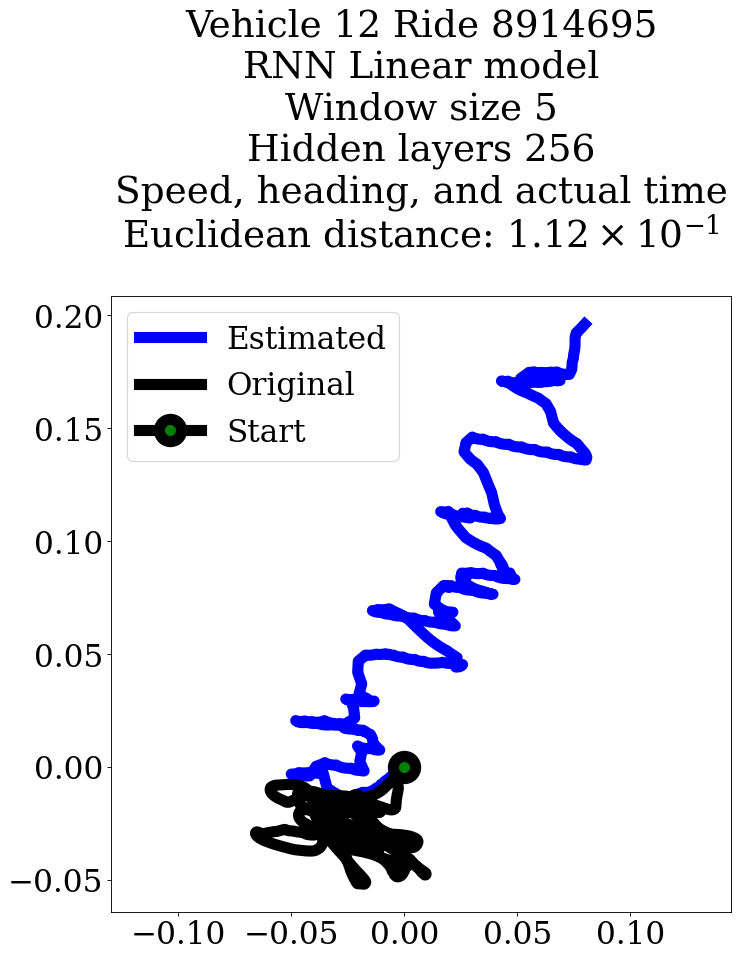 Vehicle 12 Ride 8914695
RNN Linear model
Window size 5
Hidden layers 256
Speed, heading, and actual time
Euclidean distance: 1.12 × 10⁻¹
Estimated
Original
Start
0.20
0.15
0.10
0.05
0.00
−0.05
−0.10 −0.05 0.00 0.05 0.10